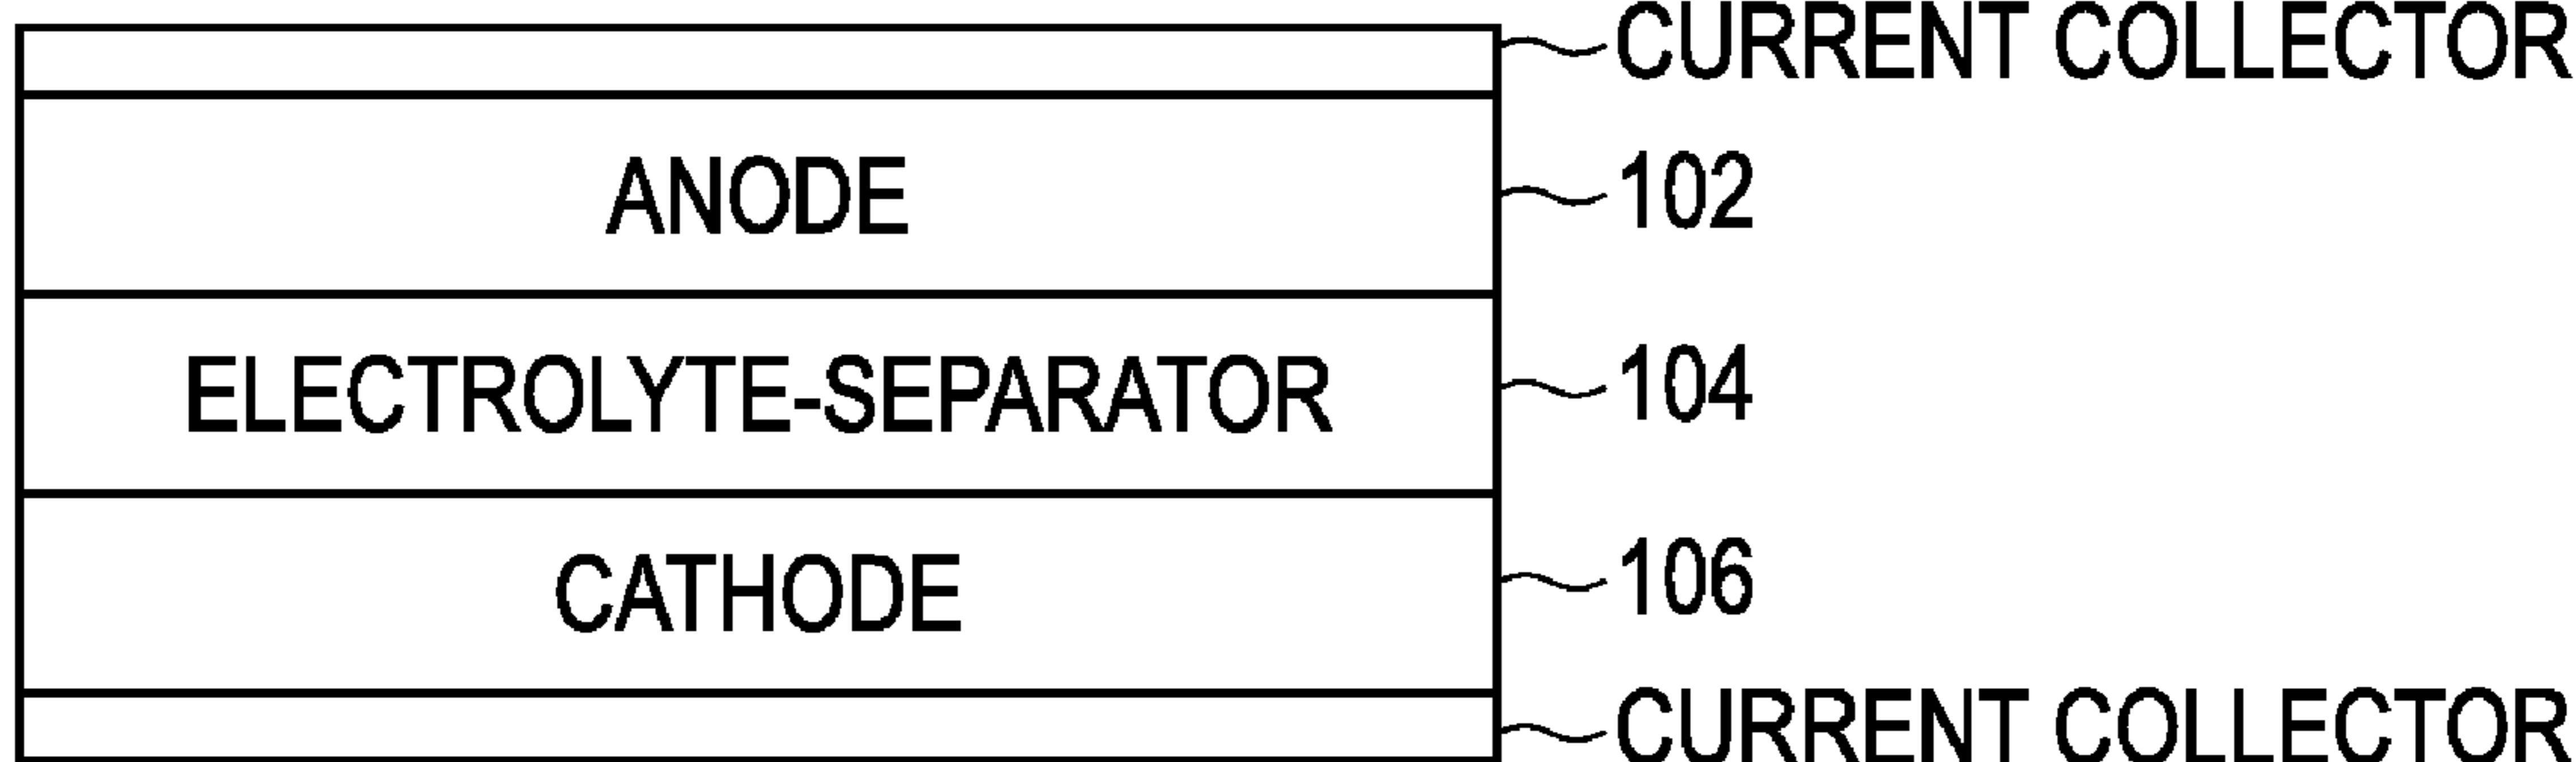 CURRENT COLLECTOR
ANODE 102
ELECTROLYTE-SEPARATOR 104
CATHODE 106
CURRENT COLLECTOR